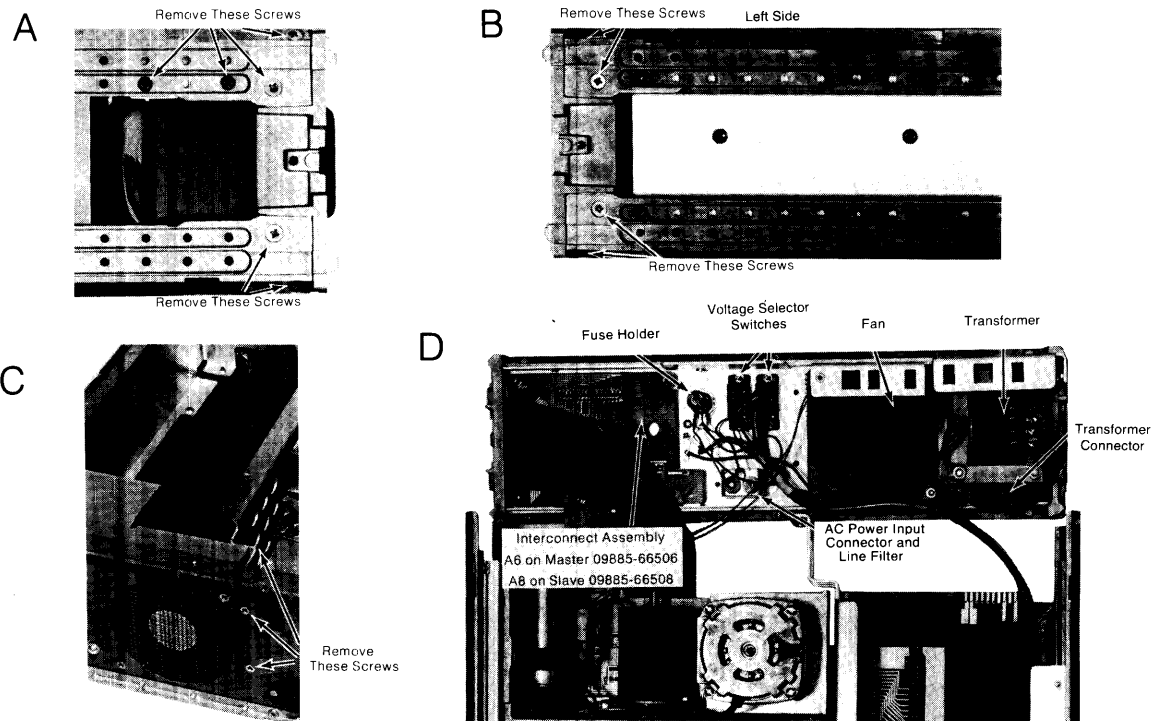 A
Remove These Screws
Remove These Screws
B
Remove These Screws
Left Side
Remove These Screws
C
Remove
These Screws
D
Fuse Holder
Voltage Selector
Switches
Fan
Transformer
Transformer
Connector
AC Power Input
Connector and
Line Filter
Interconnect Assembly
A6 on Master 09885-66506
A8 on Slave 09885-66508